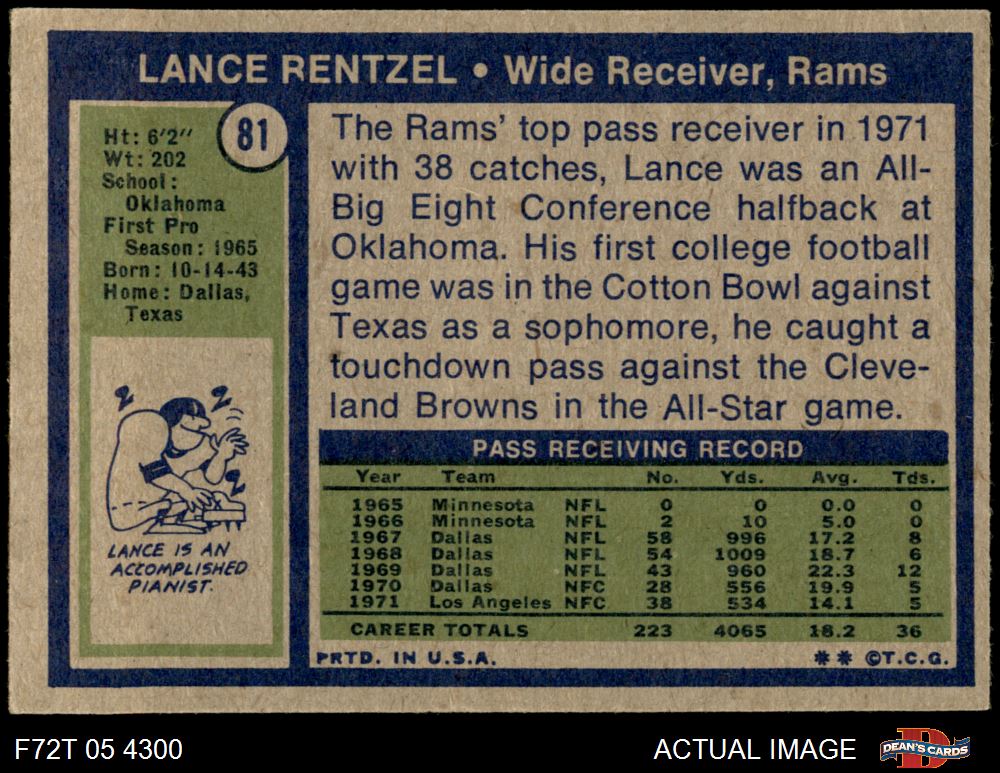 LANCE RENTZEL • Wide Receiver, Rams
81
Ht: 6'2"
Wt: 202
School:
Oklahoma
First Pro
Season: 1965
Born: 10-14-43
Home: Dallas,
Texas
LANCE IS AN
ACCOMPLISHED
PIANIST.
The Rams' top pass receiver in 1971
with 38 catches, Lance was an All-
Big Eight Conference halfback at
Oklahoma. His first college football
game was in the Cotton Bowl against
Texas as a sophomore, he caught a
touchdown pass against the Cleve-
land Browns in the All-Star game.
PASS RECEIVING RECORD
Year Team No. Yds. Avg. Tds.
1965 Minnesota NFL 0 0 0.0 0
1966 Minnesota NFL 2 10 5.0 0
1967 Dallas NFL 58 996 17.2 8
1968 Dallas NFL 54 1009 18.7 6
1969 Dallas NFL 43 960 22.3 12
1970 Dallas NFC 28 556 19.9 5
1971 Los Angeles NFC 38 534 14.1 5
CAREER TOTALS 223 4065 18.2 36
PRTD. IN U.S.A. ** ©T.C.G.
F72T 05 4300 ACTUAL IMAGE DEAN'S CARDS